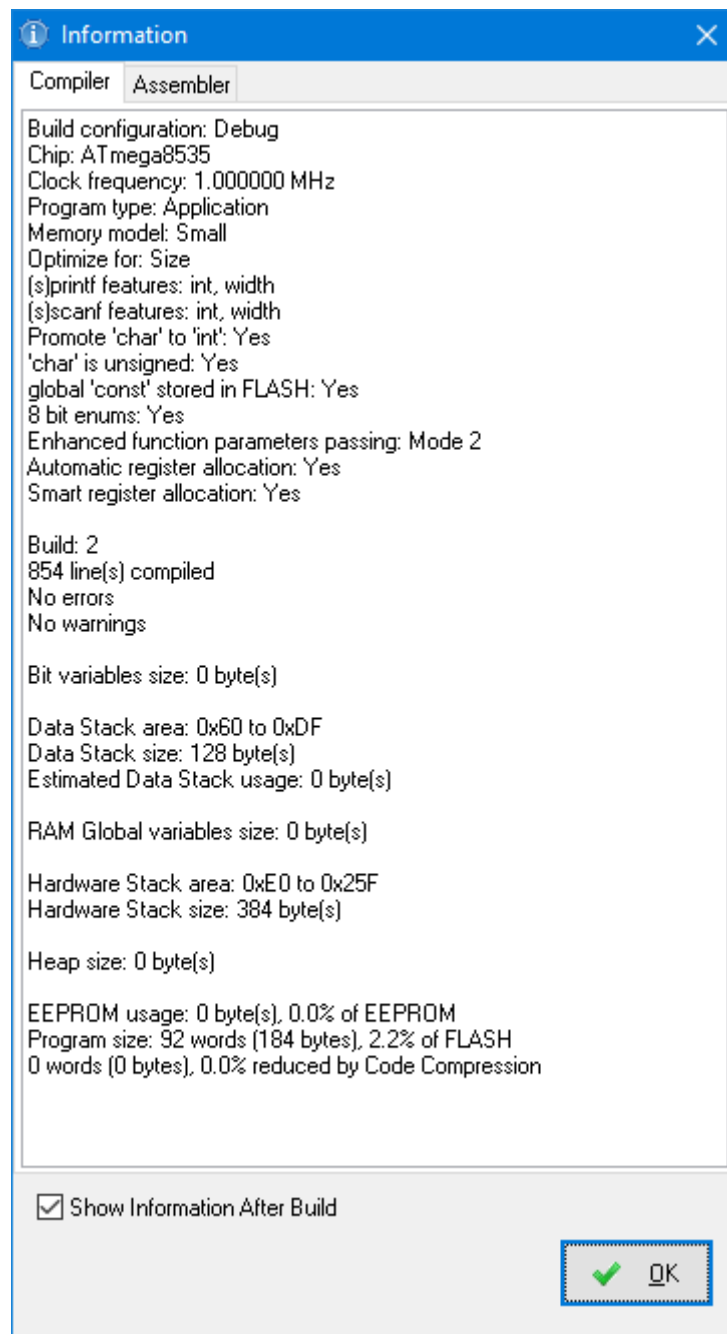 Information
Compiler
Assembler
Build configuration: Debug
Chip: ATmega8535
Clock frequency: 1.000000 MHz
Program type: Application
Memory model: Small
Optimize for: Size
(s)printf features: int, width
(s)scanf features: int, width
Promote 'char' to 'int': Yes
'char' is unsigned: Yes
global 'const' stored in FLASH: Yes
8 bit enums: Yes
Enhanced function parameters passing: Mode 2
Automatic register allocation: Yes
Smart register allocation: Yes
Build: 2
854 line(s) compiled
No errors
No warnings
Bit variables size: 0 byte(s)
Data Stack area: 0x60 to 0xDF
Data Stack size: 128 byte(s)
Estimated Data Stack usage: 0 byte(s)
RAM Global variables size: 0 byte(s)
Hardware Stack area: 0xE0 to 0x25F
Hardware Stack size: 384 byte(s)
Heap size: 0 byte(s)
EEPROM usage: 0 byte(s), 0.0% of EEPROM
Program size: 92 words (184 bytes), 2.2% of FLASH
0 words (0 bytes), 0.0% reduced by Code Compression
Show Information After Build
OK